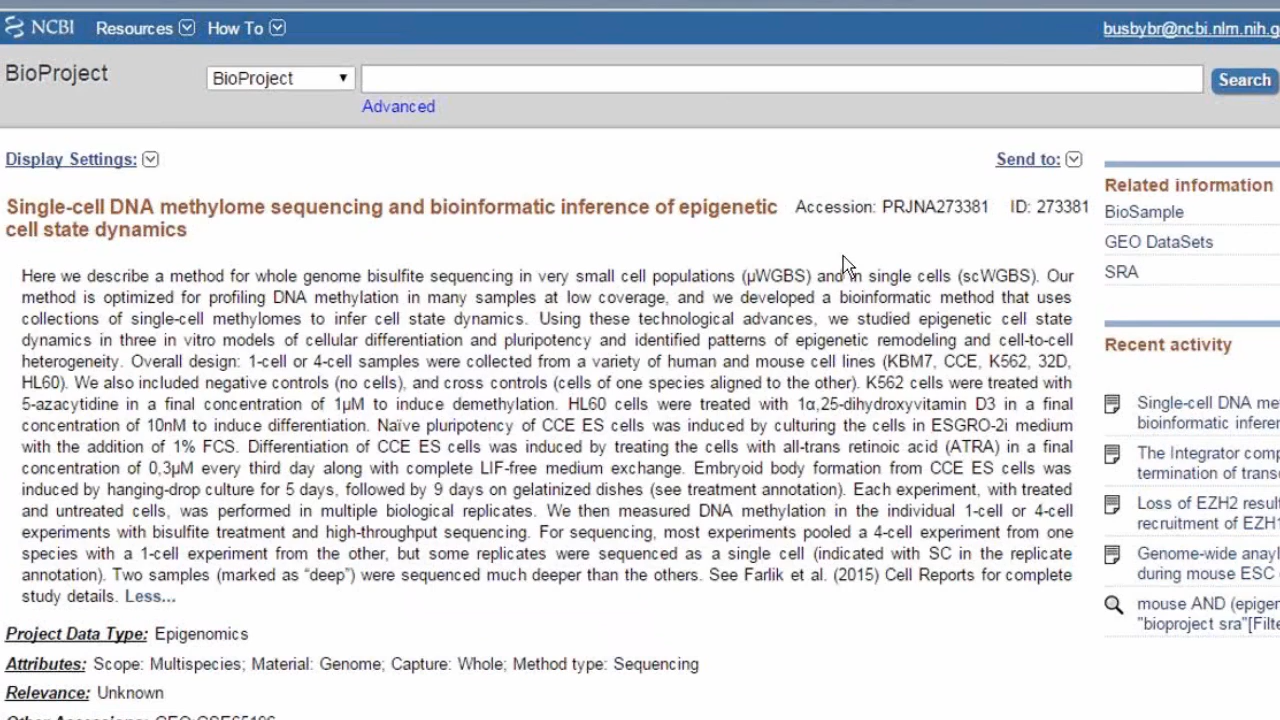 NCBI Resources How To busbybr@ncbi.nlm.nih.g
BioProject BioProject Search
Advanced
Display Settings: Send to:
Single-cell DNA methylome sequencing and bioinformatic inference of epigenetic
cell state dynamics
Accession: PRJNA273381 ID: 273381
Here we describe a method for whole genome bisulfite sequencing in very small cell populations (µWGBS) and in single cells (scWGBS). Our
method is optimized for profiling DNA methylation in many samples at low coverage, and we developed a bioinformatic method that uses
collections of single-cell methylomes to infer cell state dynamics. Using these technological advances, we studied epigenetic cell state
dynamics in three in vitro models of cellular differentiation and pluripotency and identified patterns of epigenetic remodeling and cell-to-cell
heterogeneity. Overall design: 1-cell or 4-cell samples were collected from a variety of human and mouse cell lines (KBM7, CCE, K562, 32D,
HL60). We also included negative controls (no cells), and cross controls (cells of one species aligned to the other). K562 cells were treated with
5-azacytidine in a final concentration of 1µM to induce demethylation. HL60 cells were treated with 1α,25-dihydroxyvitamin D3 in a final
concentration of 10nM to induce differentiation. Naïve pluripotency of CCE ES cells was induced by culturing the cells in ESGRO-2i medium
with the addition of 1% FCS. Differentiation of CCE ES cells was induced by treating the cells with all-trans retinoic acid (ATRA) in a final
concentration of 0,3µM every third day along with complete LIF-free medium exchange. Embryoid body formation from CCE ES cells was
induced by hanging-drop culture for 5 days, followed by 9 days on gelatinized dishes (see treatment annotation). Each experiment, with treated
and untreated cells, was performed in multiple biological replicates. We then measured DNA methylation in the individual 1-cell or 4-cell
experiments with bisulfite treatment and high-throughput sequencing. For sequencing, most experiments pooled a 4-cell experiment from one
species with a 1-cell experiment from the other, but some replicates were sequenced as a single cell (indicated with SC in the replicate
annotation). Two samples (marked as “deep”) were sequenced much deeper than the others. See Farlik et al. (2015) Cell Reports for complete
study details. Less...
Project Data Type: Epigenomics
Attributes: Scope: Multispecies; Material: Genome; Capture: Whole; Method type: Sequencing
Relevance: Unknown
Other Accessions: GEO:GSE65196
Related information
BioSample
GEO DataSets
SRA
Recent activity
Single-cell DNA me
bioinformatic inferen
The Integrator comp
termination of transc
Loss of EZH2 result
recruitment of EZH1
Genome-wide anayl
during mouse ESC
mouse AND (epigen
"bioproject sra"[Filte